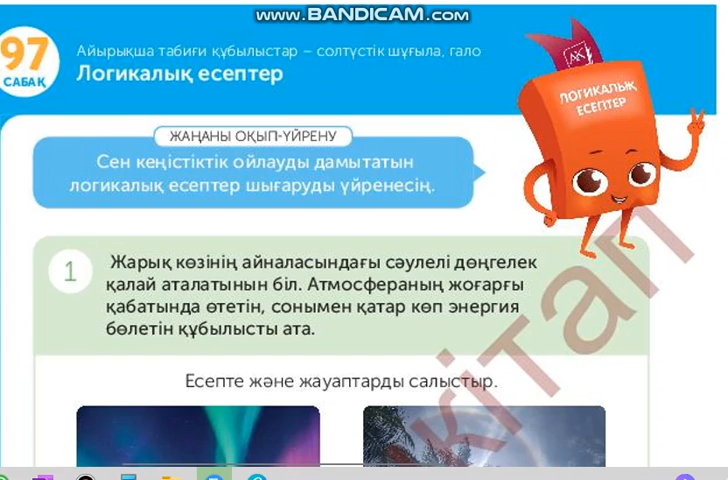 www.BANDICAM.com
97
САБАҚ
Айырықша табиғи құбылыстар – солтүстік шұғыла, гало
Логикалық есептер
АК
ЛОГИКАЛЫҚ
ЕСЕПТЕР
ЖАҢАНЫ ОҚЫП-ҮЙРЕНУ
Сен кеңістіктік ойлауды дамытатын
логикалық есептер шығаруды үйренесің.
1
Жарық көзінің айналасындағы сәулелі дөңгелек
қалай аталатынын біл. Атмосфераның жоғарғы
қабатында өтетін, сонымен қатар көп энергия
бөлетін құбылысты ата.
кітап
Есепте және жауаптарды салыстыр.